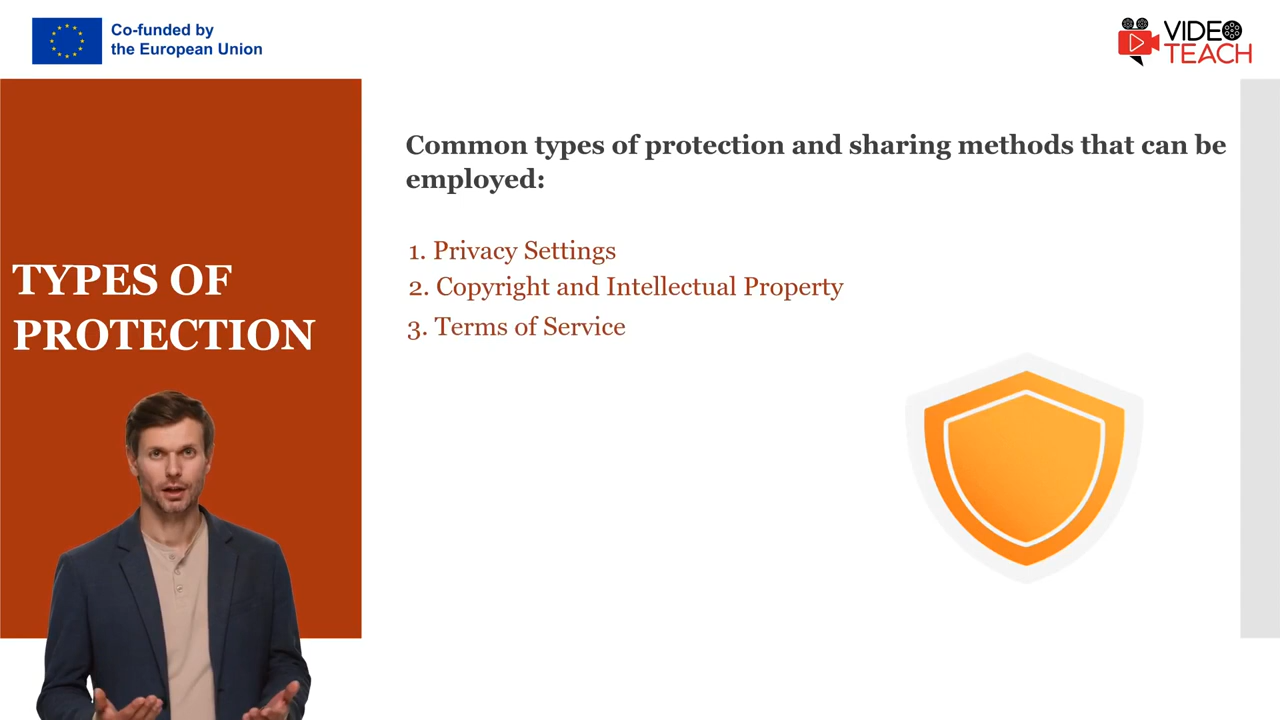 Co-funded by
the European Union
VIDEO
TEACH
TYPES OF
PROTECTION
Common types of protection and sharing methods that can be
employed:
1. Privacy Settings
2. Copyright and Intellectual Property
3. Terms of Service